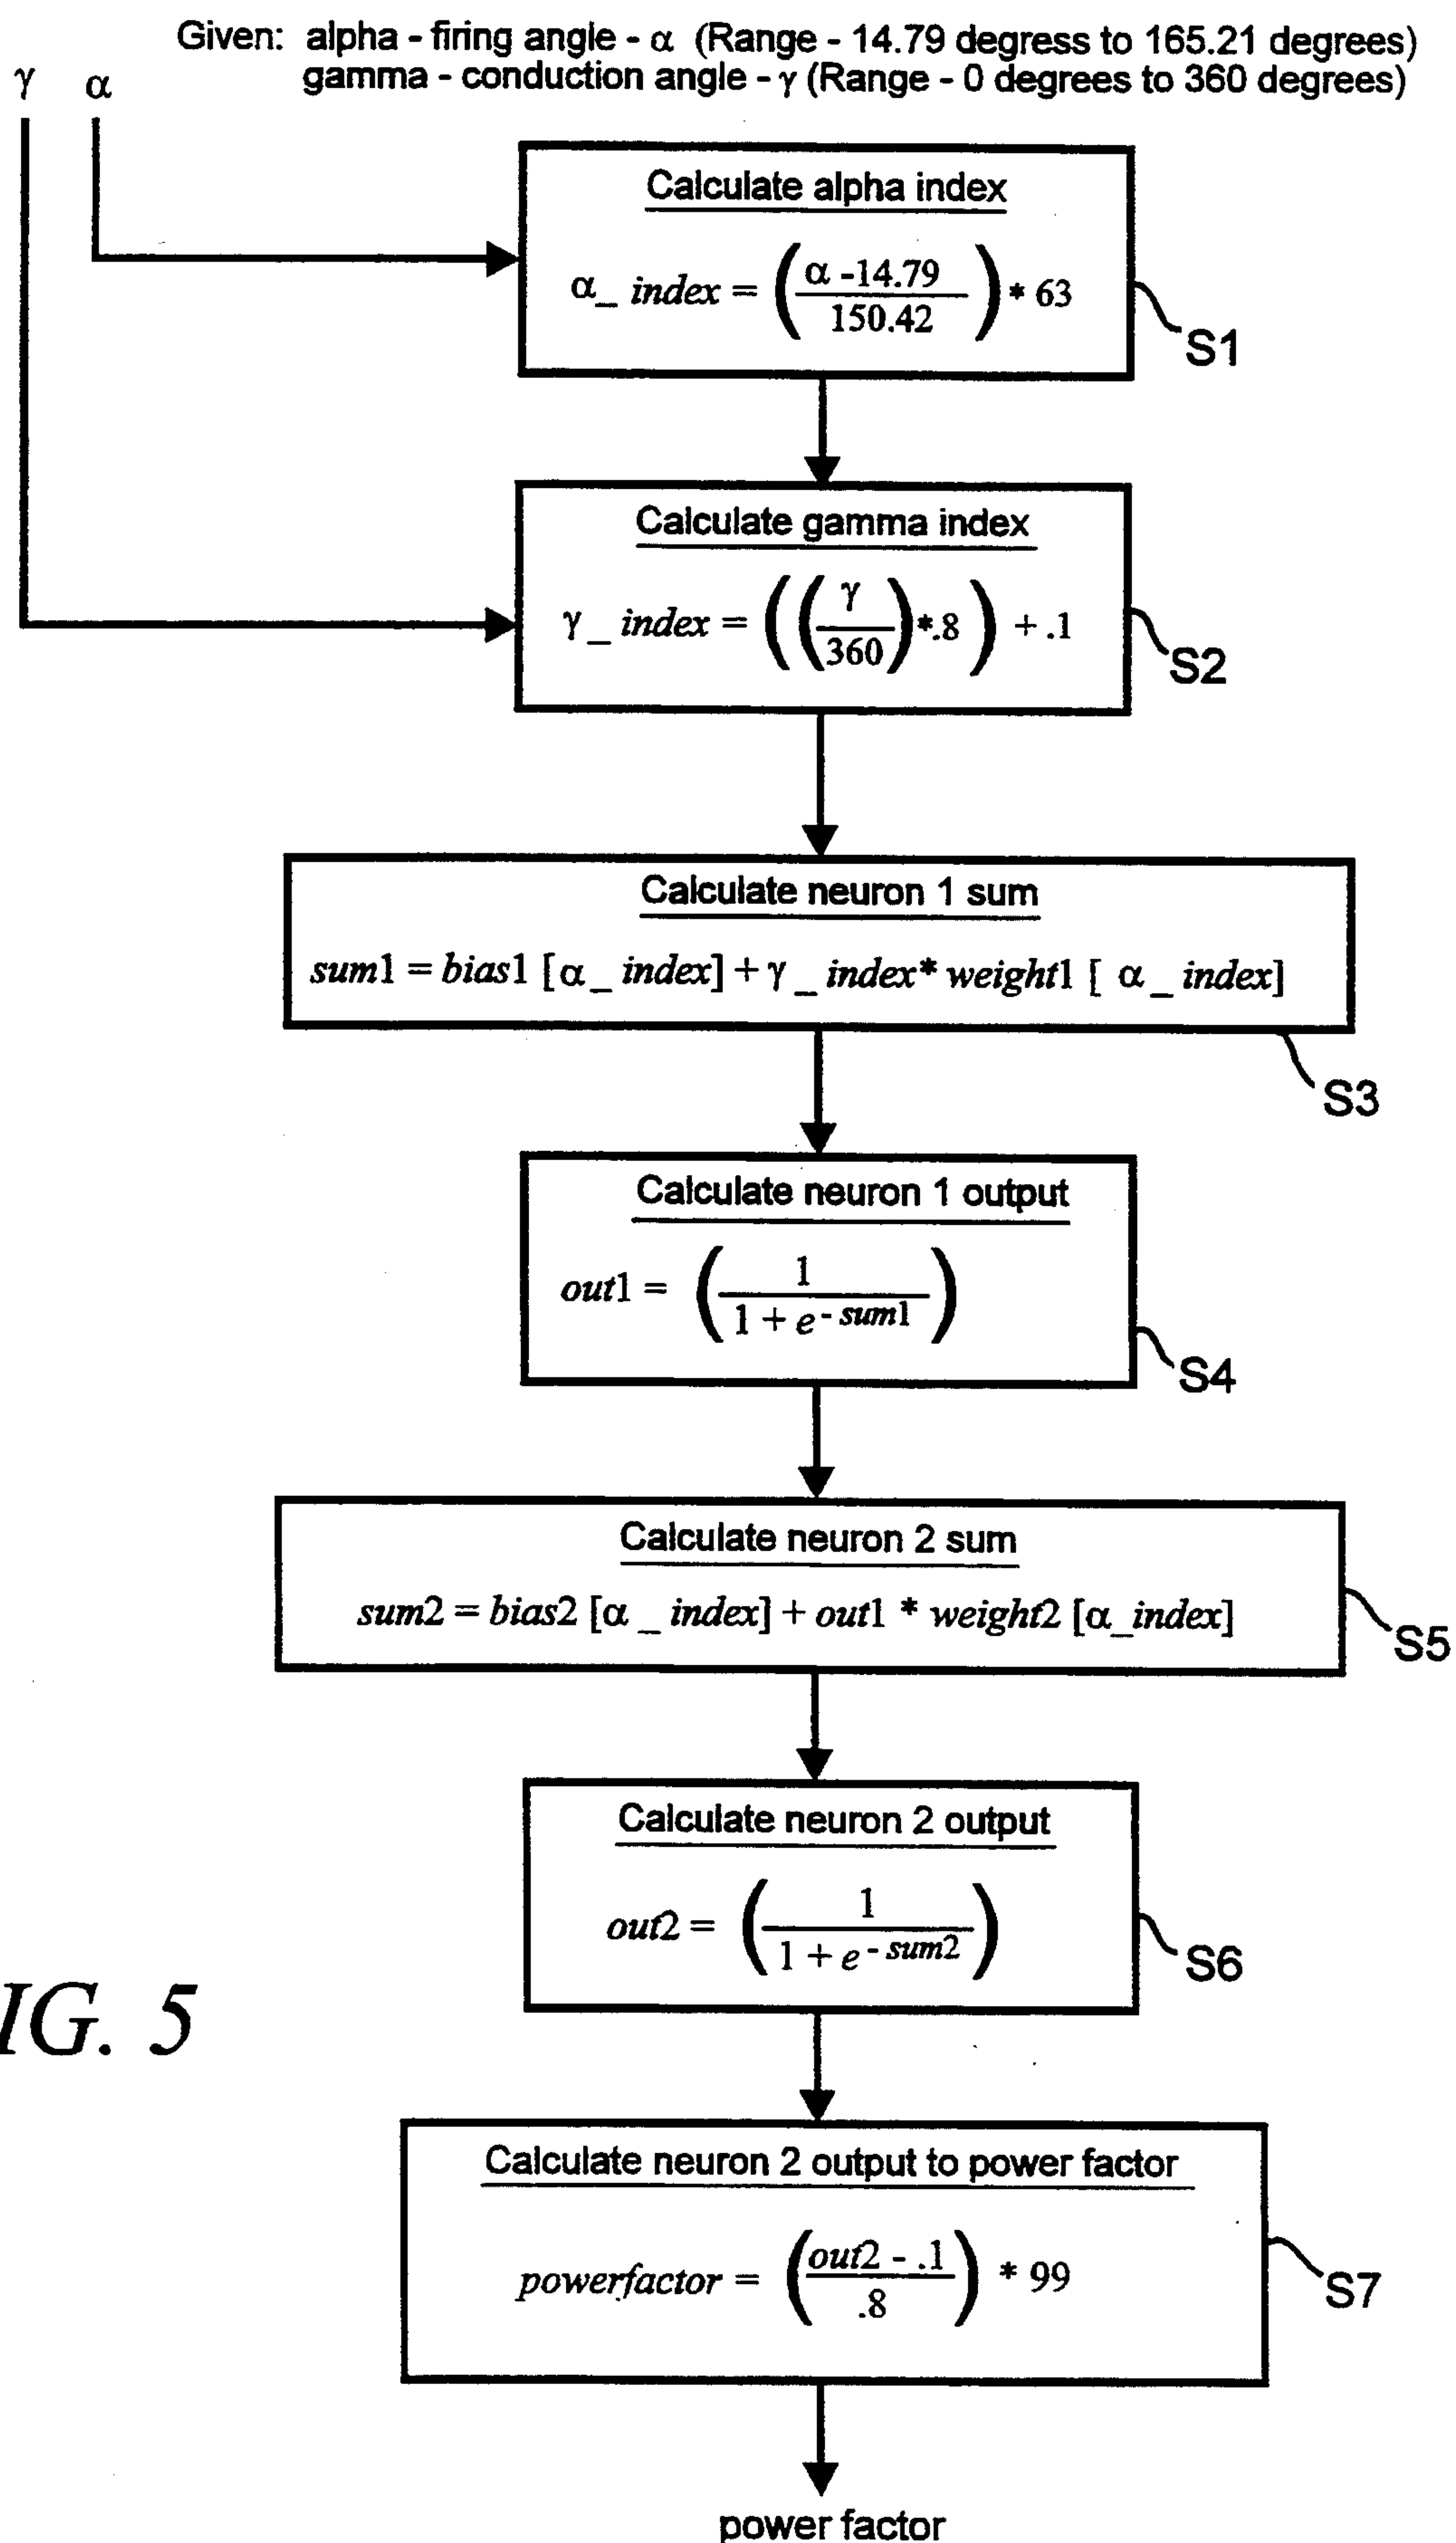 Given: alpha - firing angle - α (Range - 14.79 degress to 165.21 degrees)
gamma - conduction angle - γ (Range - 0 degrees to 360 degrees)
γ α
Calculate alpha index
α_ index = ( α -14.79 / 150.42 ) * 63
S1
Calculate gamma index
γ_ index = ( ( γ / 360 ) *.8 ) + .1
S2
Calculate neuron 1 sum
sum1 = bias1 [α_ index] + γ_ index* weight1 [ α_ index]
S3
Calculate neuron 1 output
out1 = ( 1 / 1 + e^- sum1 )
S4
Calculate neuron 2 sum
sum2 = bias2 [α _ index] + out1 * weight2 [α_index]
S5
Calculate neuron 2 output
out2 = ( 1 / 1 + e^- sum2 )
S6
Calculate neuron 2 output to power factor
powerfactor = ( out2 - .1 / .8 ) * 99
S7
IG. 5
power factor